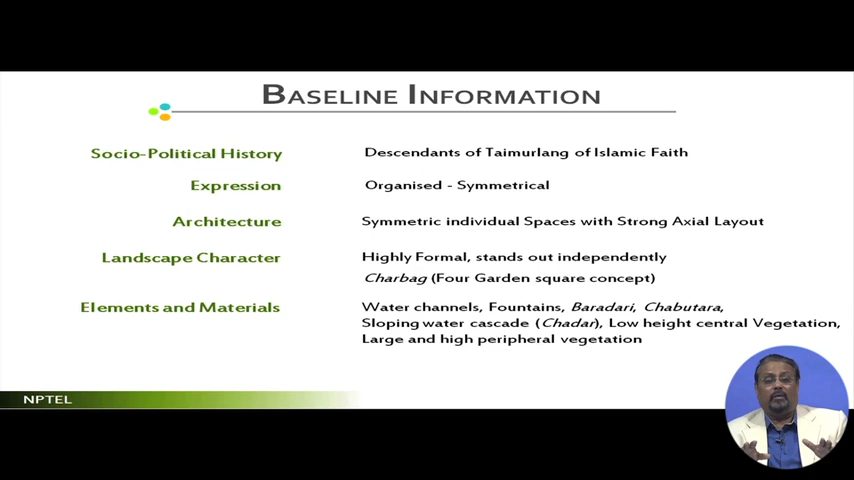 BASELINE INFORMATION
Socio-Political History Descendants of Taimurlang of Islamic Faith
Expression Organised - Symmetrical
Architecture Symmetric individual Spaces with Strong Axial Layout
Landscape Character Highly Formal, stands out independently
Charbag (Four Garden square concept)
Elements and Materials Water channels, Fountains, Baradari, Chabutara,
Sloping water cascade (Chadar), Low height central Vegetation,
Large and high peripheral vegetation
NPTEL